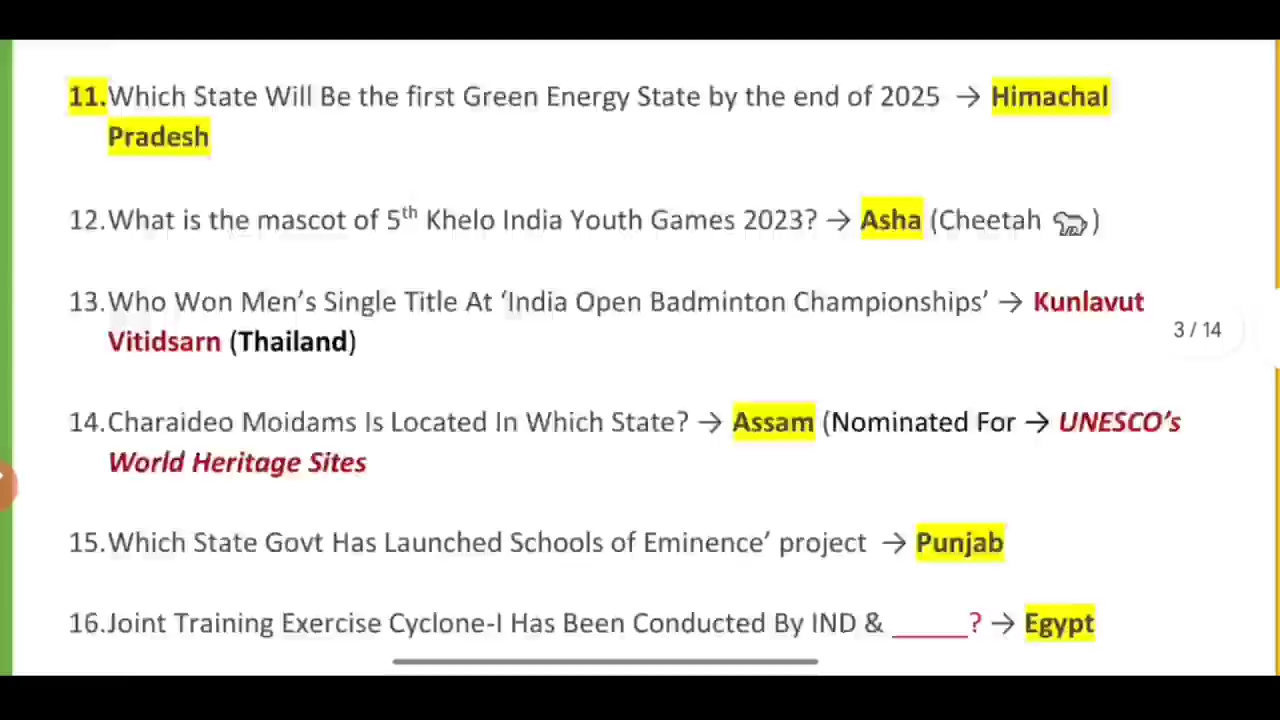 11.Which State Will Be the first Green Energy State by the end of 2025 → Himachal
Pradesh
12.What is the mascot of 5th Khelo India Youth Games 2023? → Asha (Cheetah 🐆)
13.Who Won Men's Single Title At ‘India Open Badminton Championships’ → Kunlavut
Vitidsarn (Thailand)
3 / 14
14.Charaideo Moidams Is Located In Which State? → Assam (Nominated For → UNESCO’s
World Heritage Sites
15.Which State Govt Has Launched Schools of Eminence’ project → Punjab
16.Joint Training Exercise Cyclone-I Has Been Conducted By IND & _____? → Egypt